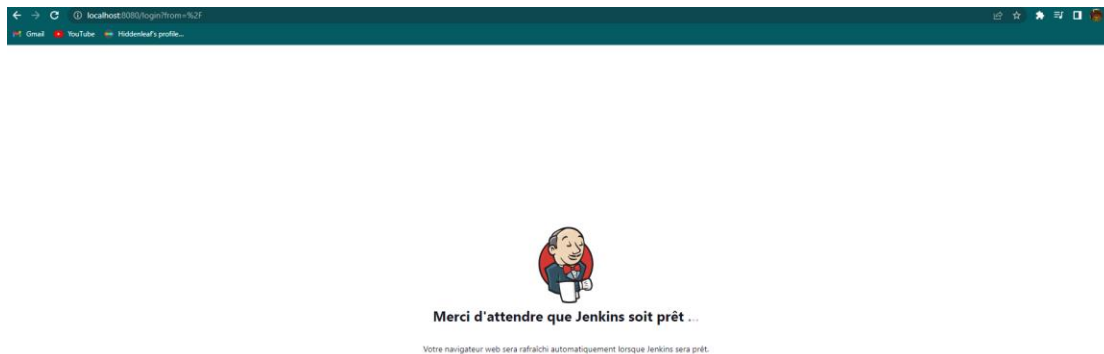 localhost:8080/login?from=%2F
Gmail YouTube Hiddenleaf's profile...
Merci d'attendre que Jenkins soit prêt ...
Votre navigateur web sera rafraîchi automatiquement lorsque Jenkins sera prêt.